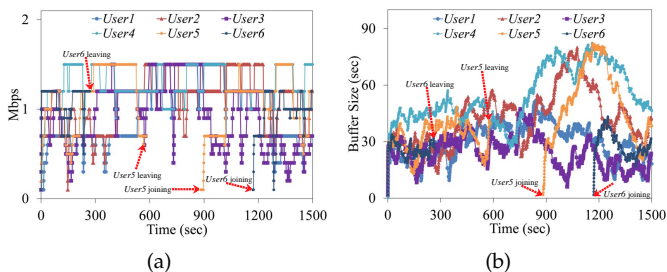 User1 User2 User3
User4 User5 User6
2
1
0
Mbps
User6 leaving
User5 leaving
User5 joining
User6 joining
0 300 600 900 1200 1500
Time (sec)
(a)
User1 User2 User3
User4 User5 User6
90
60
30
0
Buffer Size (sec)
User6 leaving
User5 leaving
User5 joining
User6 joining
0 300 600 900 1200 1500
Time (sec)
(b)